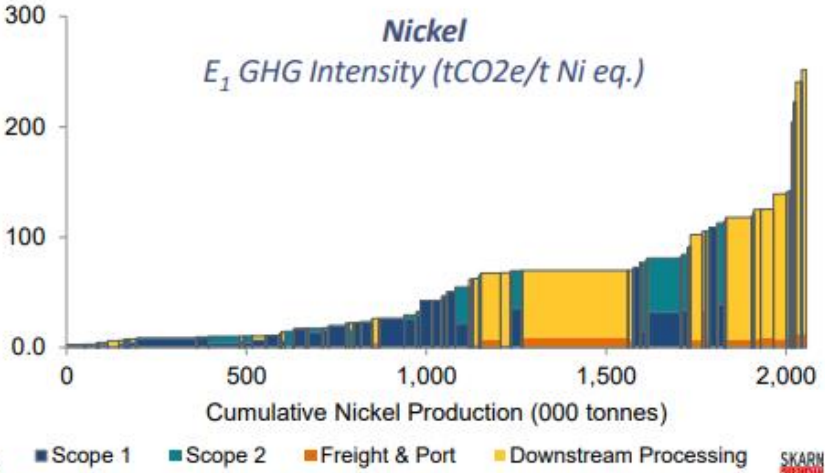 Nickel
E1 GHG Intensity (tCO2e/t Ni eq.)
300
200
100
0.0
0 500 1,000 1,500 2,000
Cumulative Nickel Production (000 tonnes)
Scope 1 Scope 2 Freight & Port Downstream Processing
SKARN